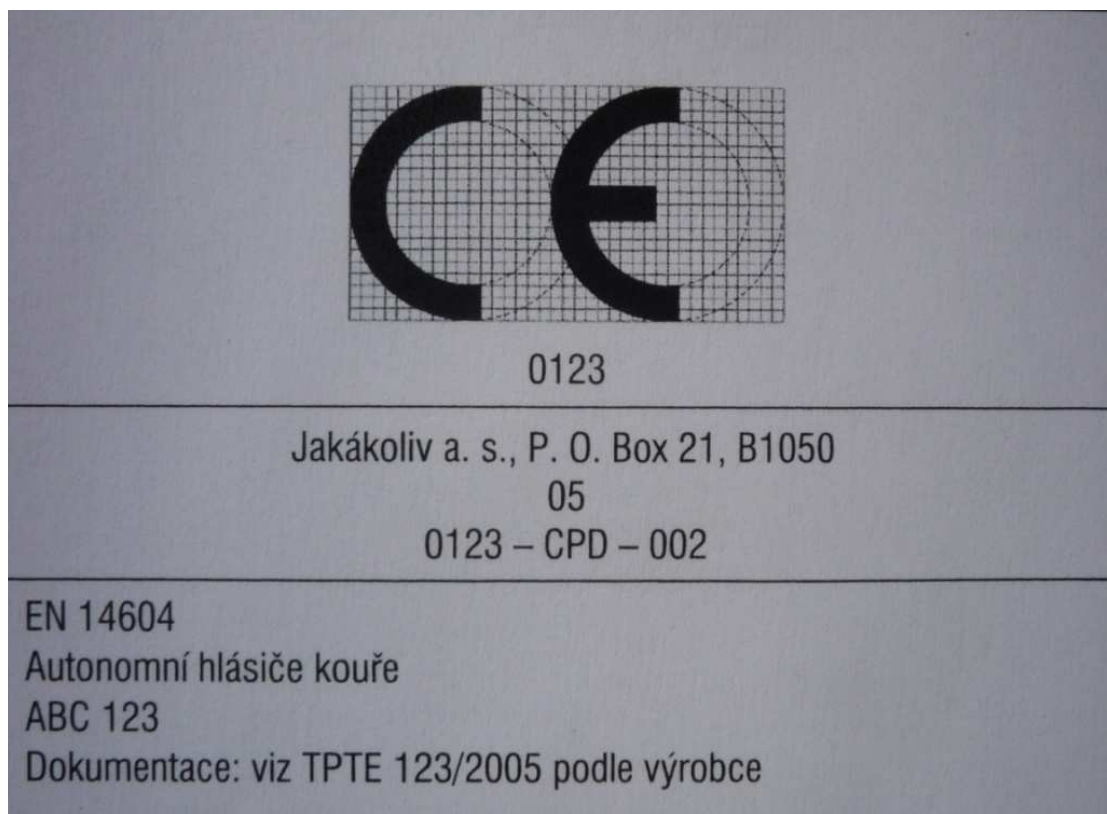 CE
0123
Jakákoliv a. s., P. O. Box 21, B1050
05
0123 – CPD – 002
EN 14604
Autonomní hlásiče kouře
ABC 123
Dokumentace: viz TPTE 123/2005 podle výrobce